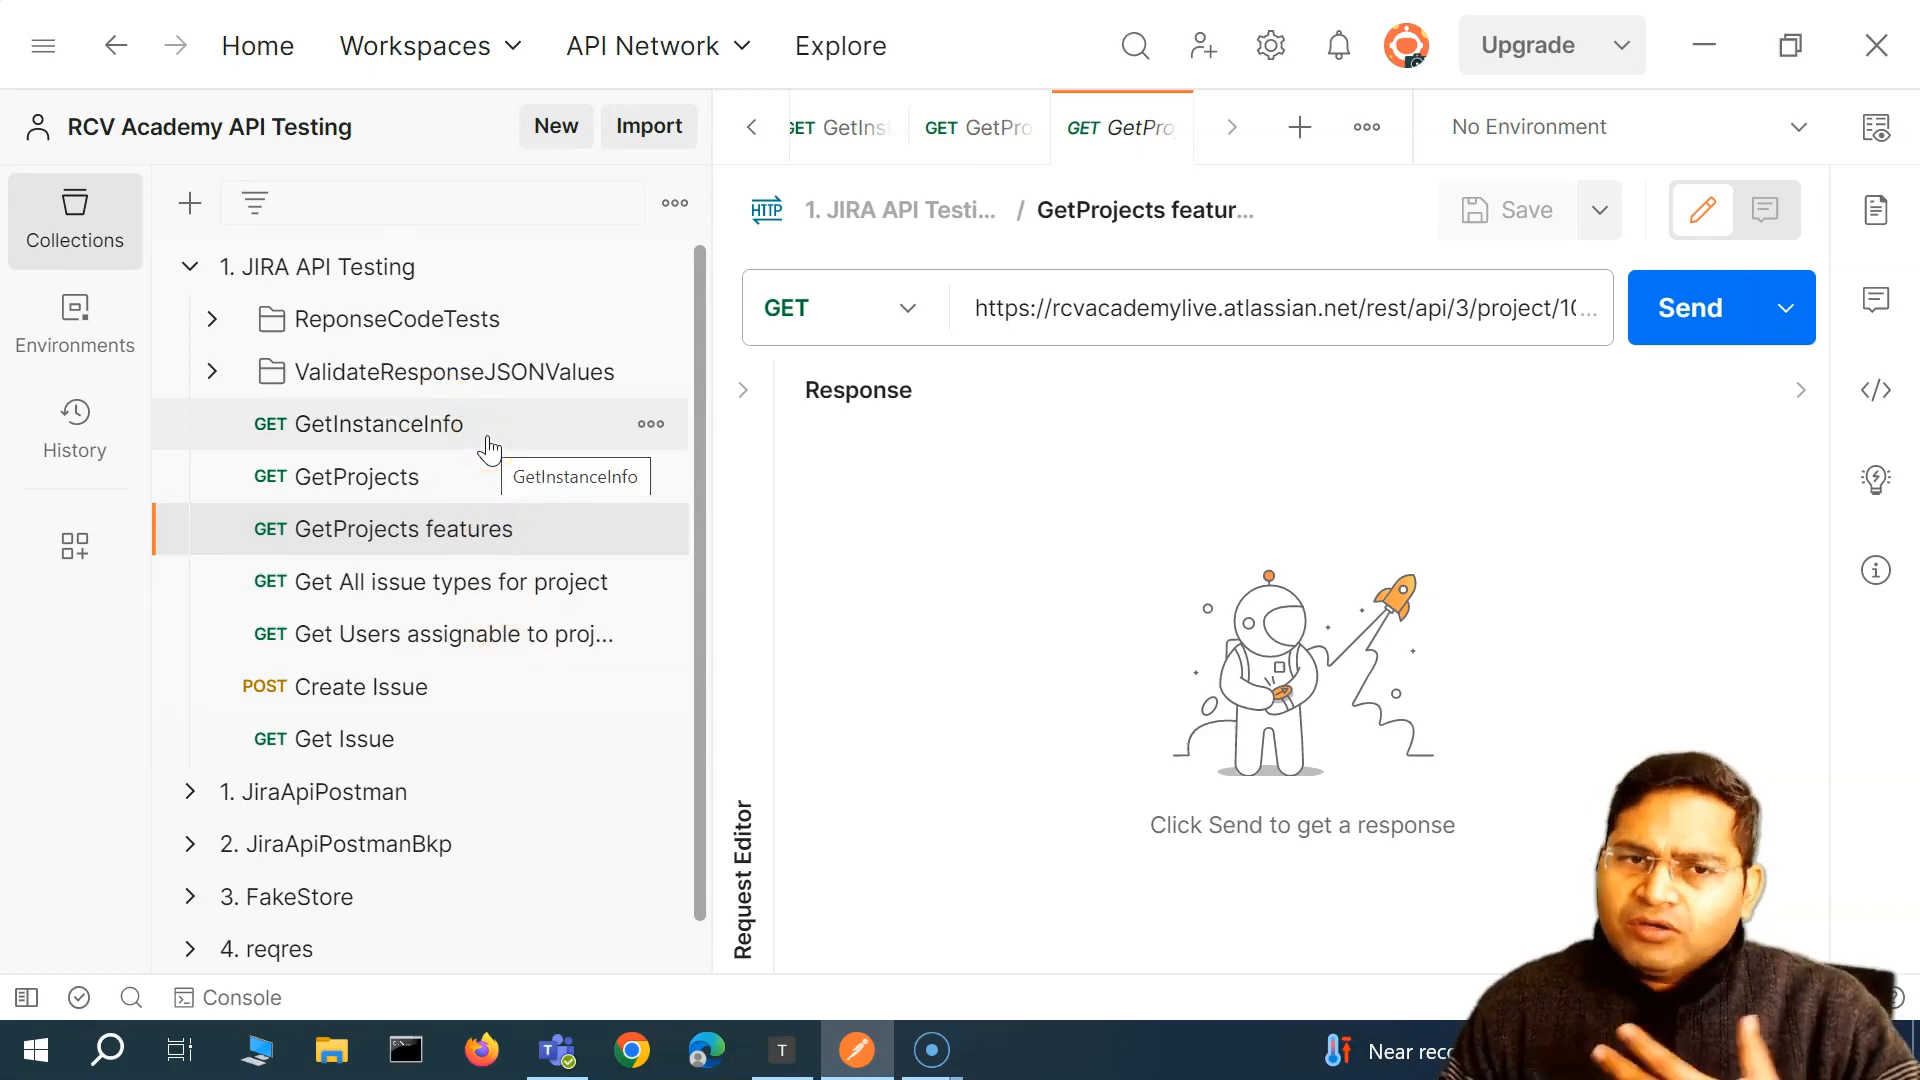 Home Workspaces API Network Explore Upgrade
RCV Academy API Testing New Import
GET GetIns GET GetPro GET GetPro No Environment
Collections
Environments
History
1. JIRA API Testing
ReponseCodeTests
ValidateResponseJSONValues
GET GetInstanceInfo
GetInstanceInfo
GET GetProjects
GET GetProjects features
GET Get All issue types for project
GET Get Users assignable to proj...
POST Create Issue
GET Get Issue
1. JiraApiPostman
2. JiraApiPostmanBkp
3. FakeStore
4. reqres
HTTP 1. JIRA API Testi... / GetProjects featur... Save
GET https://rcvacademylive.atlassian.net/rest/api/3/project/10... Send
Response
Click Send to get a response
Request Editor
Console
T T Near rec